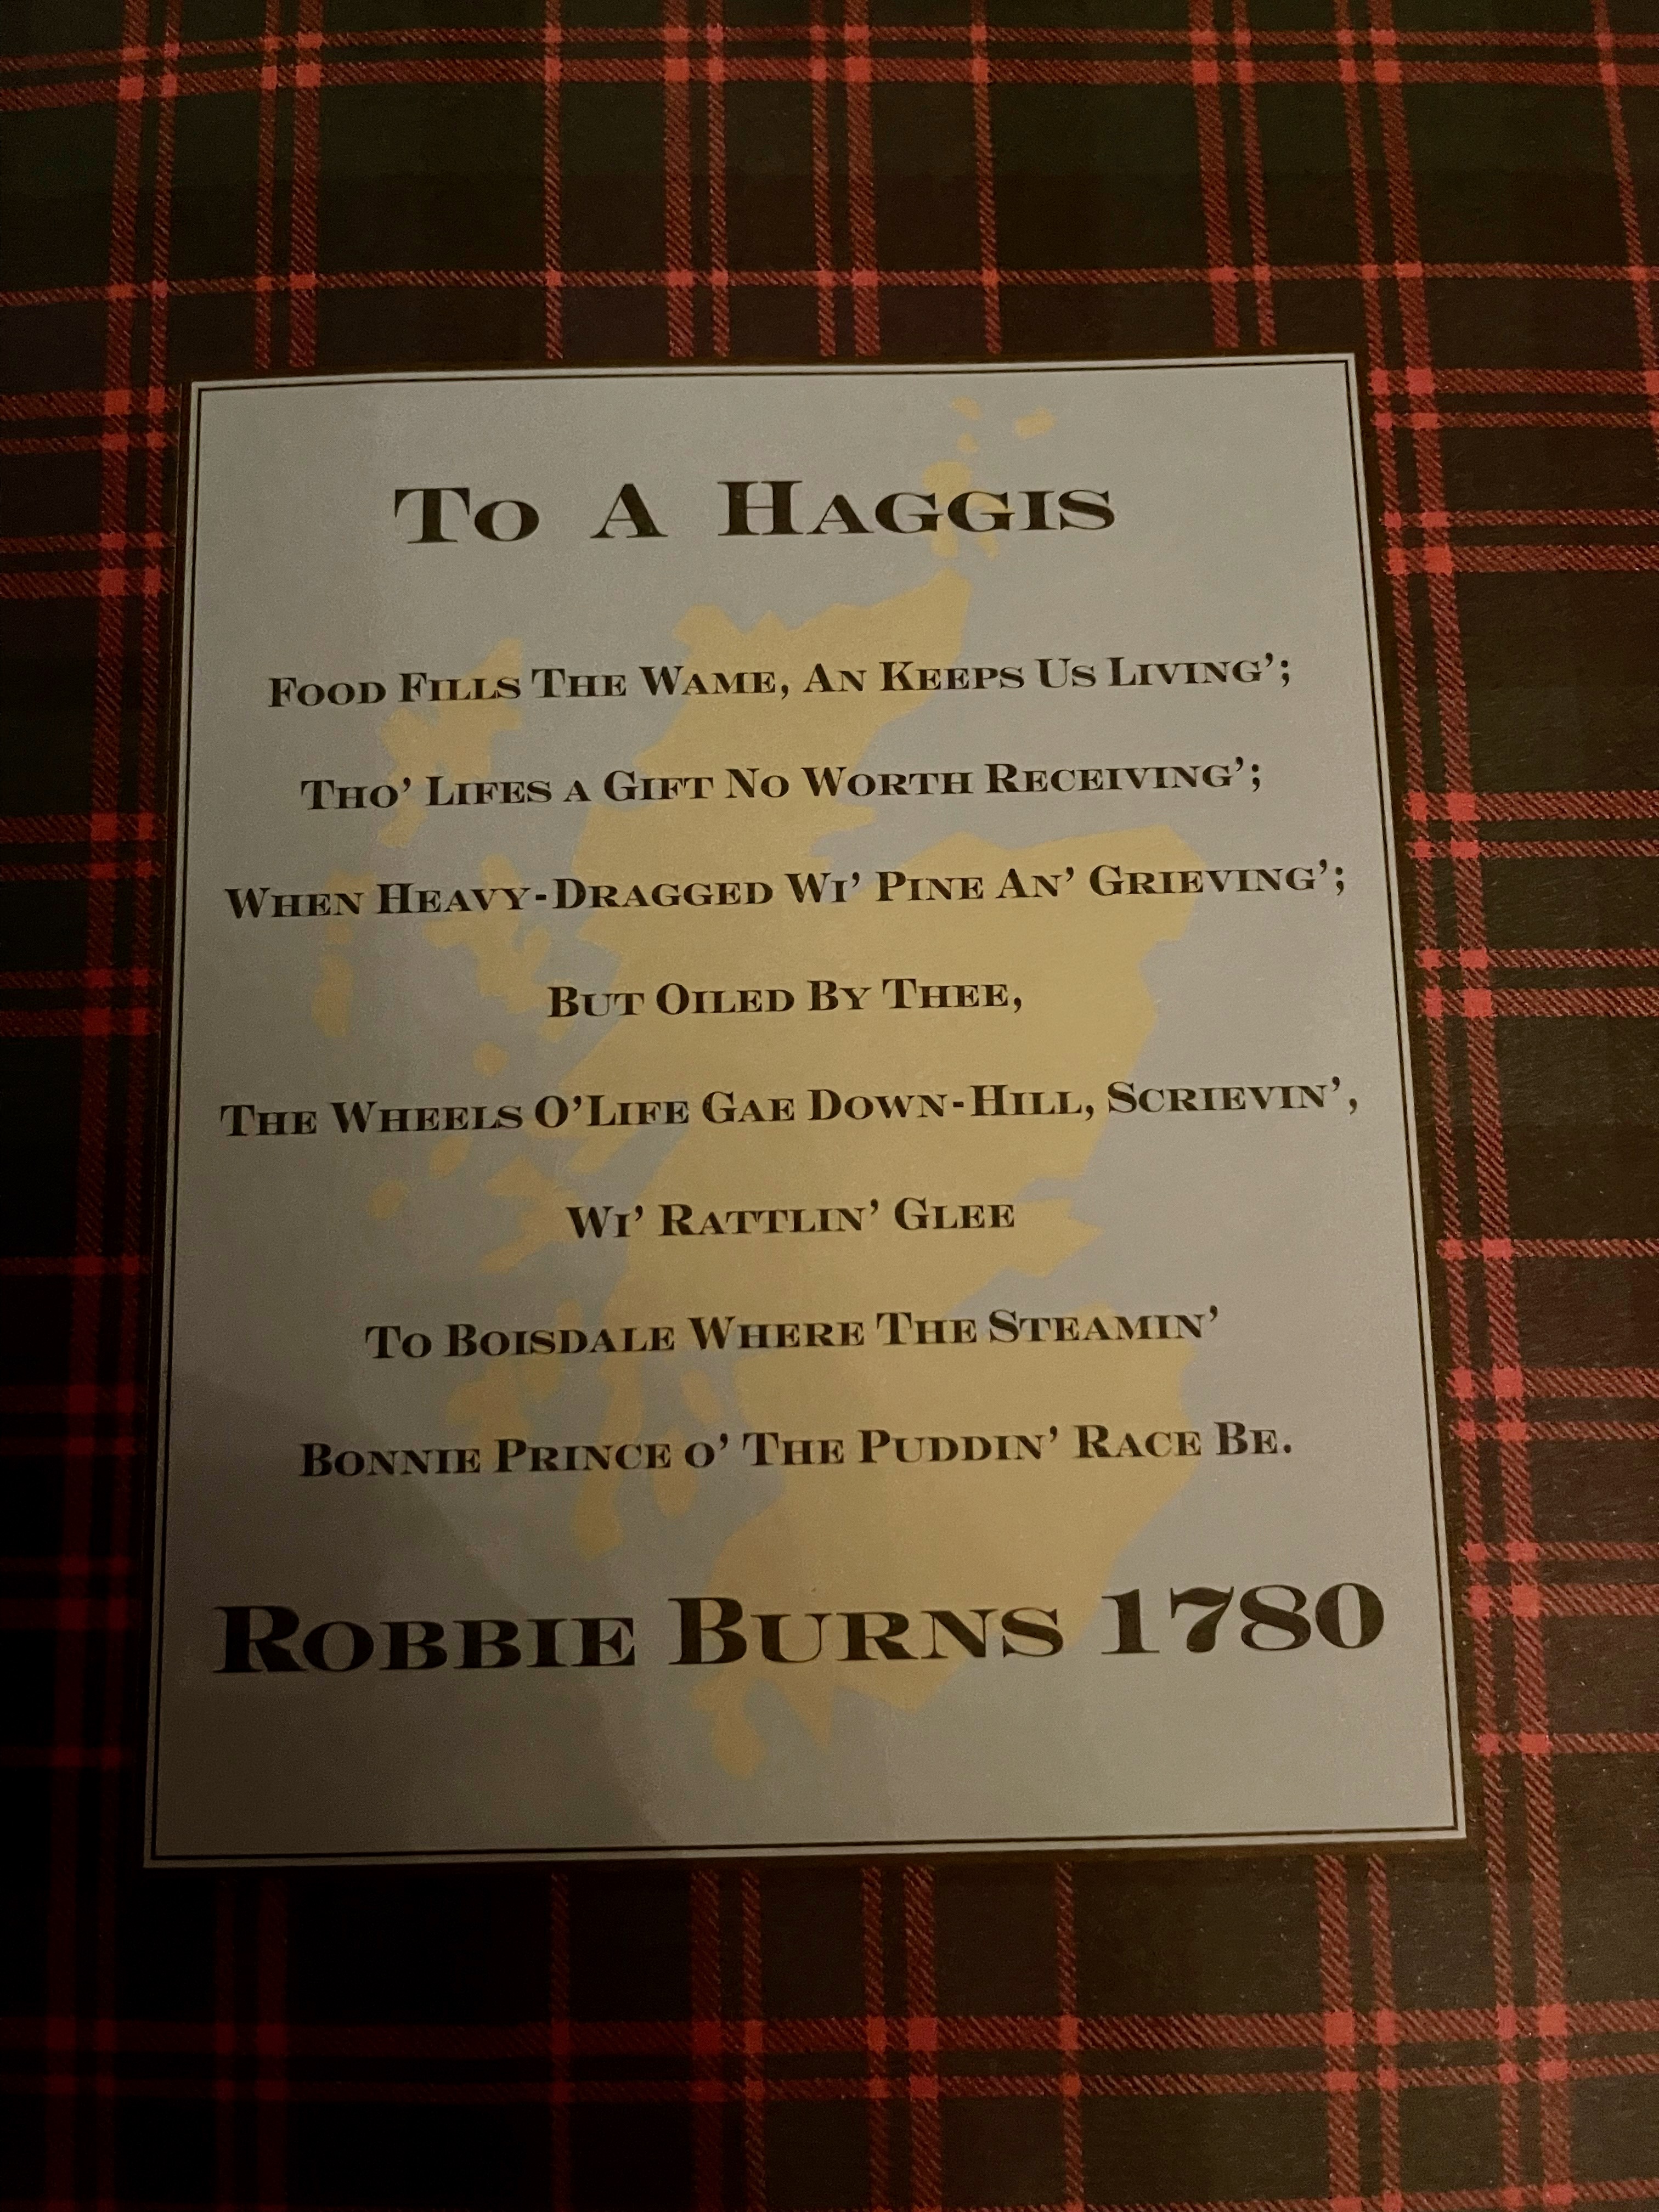 To A Haggis
Food Fills The Wame, An Keeps Us Living’;
Tho’ Lifes a Gift No Worth Receiving’;
When Heavy-Dragged Wi’ Pine An’ Grieving’;
But Oiled By Thee,
The Wheels O’Life Gae Down-Hill, Scrievin’,
Wi’ Rattlin’ Glee
To Boisdale Where The Steamin’
Bonnie Prince o’ The Puddin’ Race Be.
Robbie Burns 1780